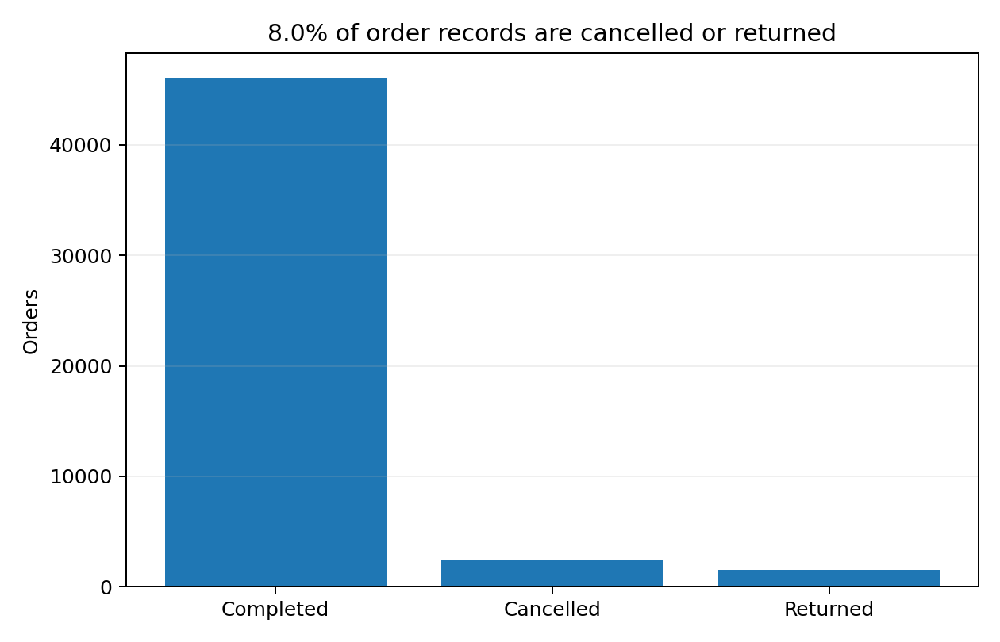 8.0% of order records are cancelled or returned
Orders
40000
30000
20000
10000
0
Completed
Cancelled
Returned